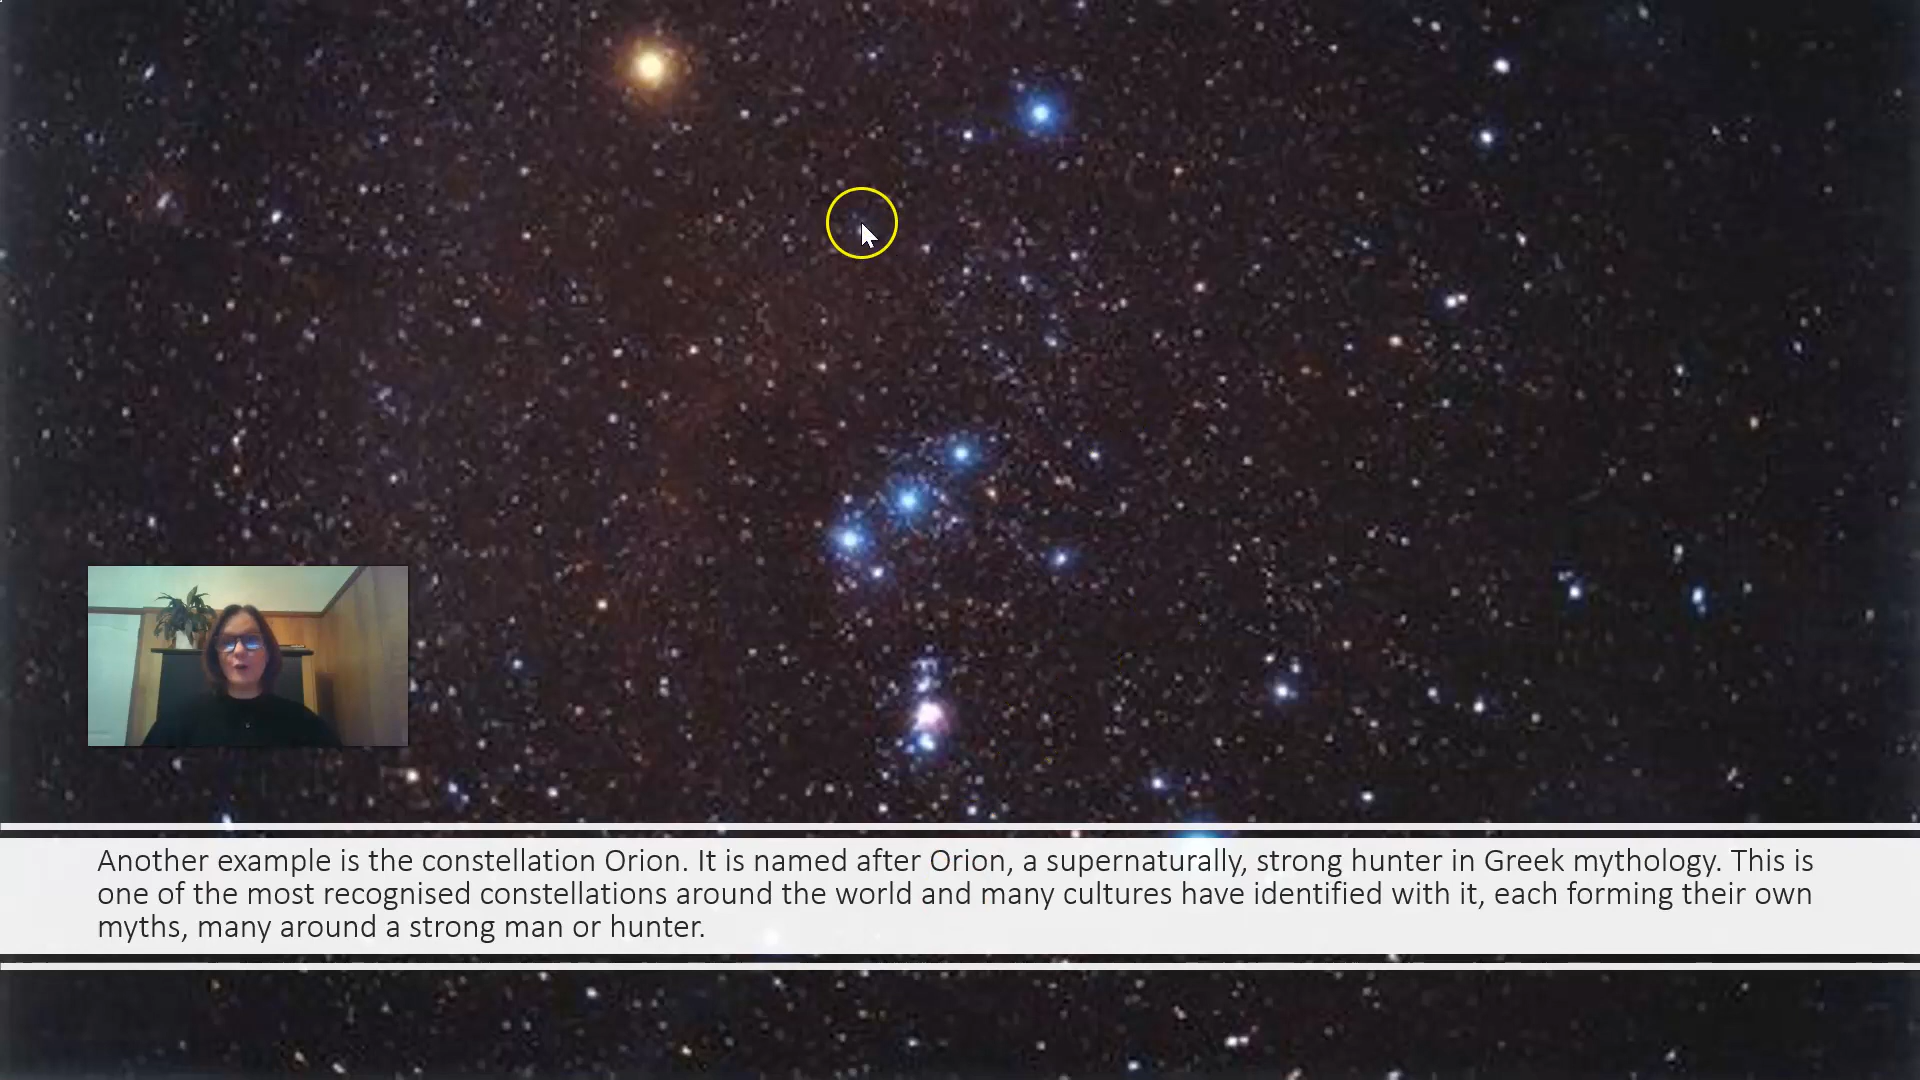 Another example is the constellation Orion. It is named after Orion, a supernaturally, strong hunter in Greek mythology. This is
one of the most recognised constellations around the world and many cultures have identified with it, each forming their own
myths, many around a strong man or hunter.